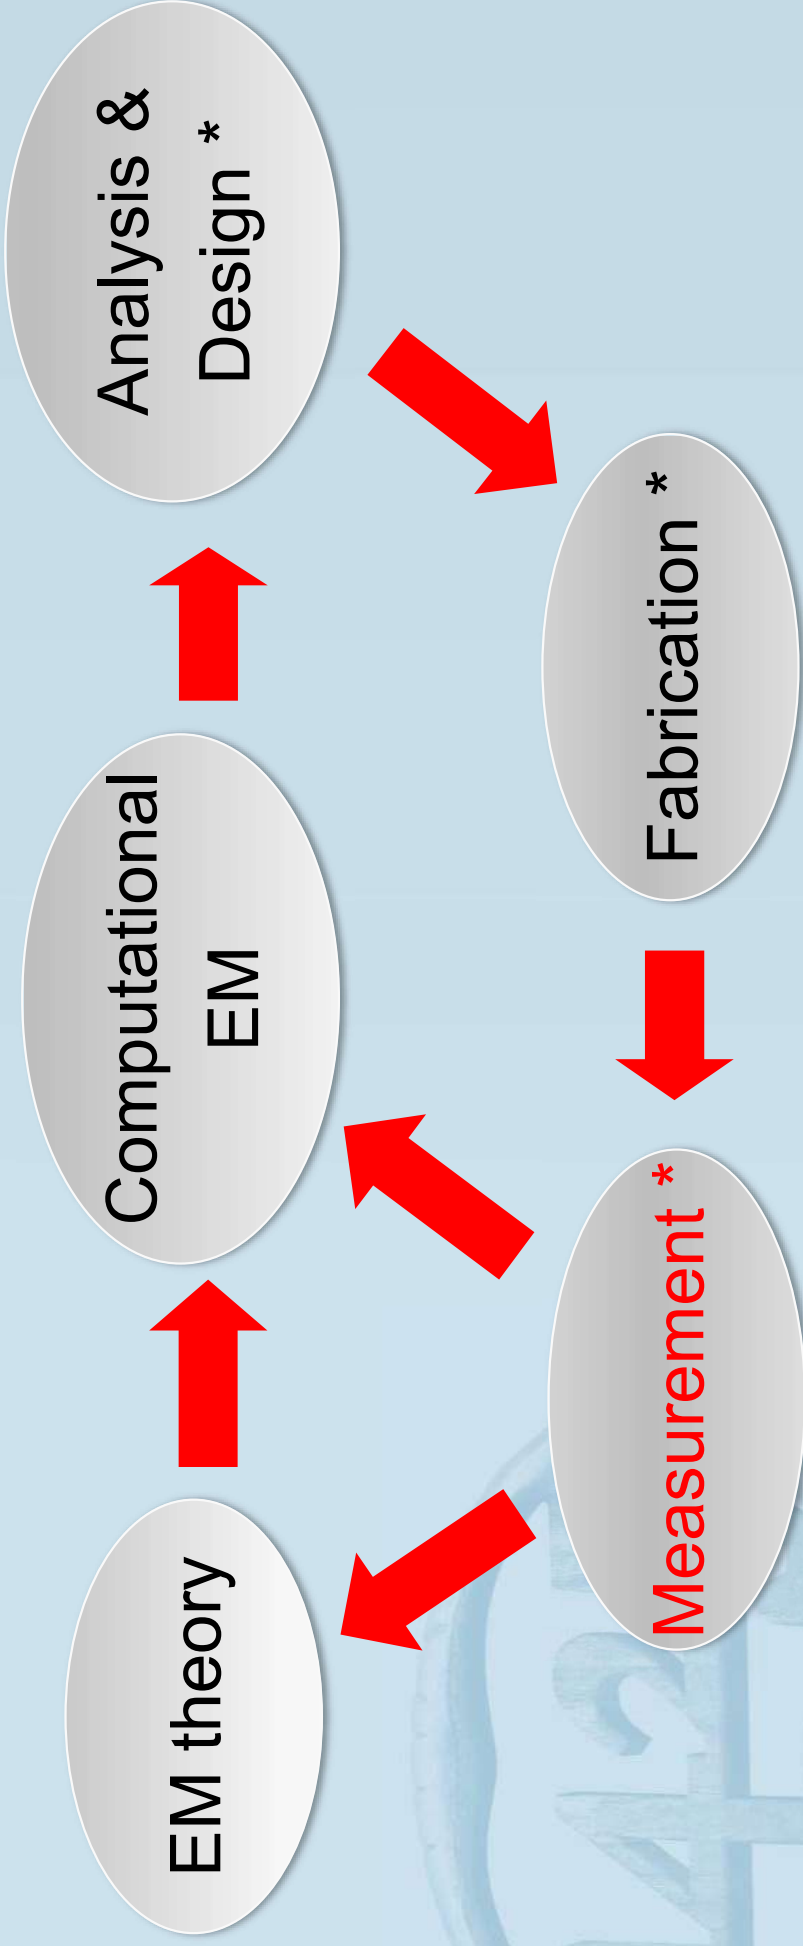 EM theory
Computational
EM
Analysis &
Design *
Measurement *
Fabrication *